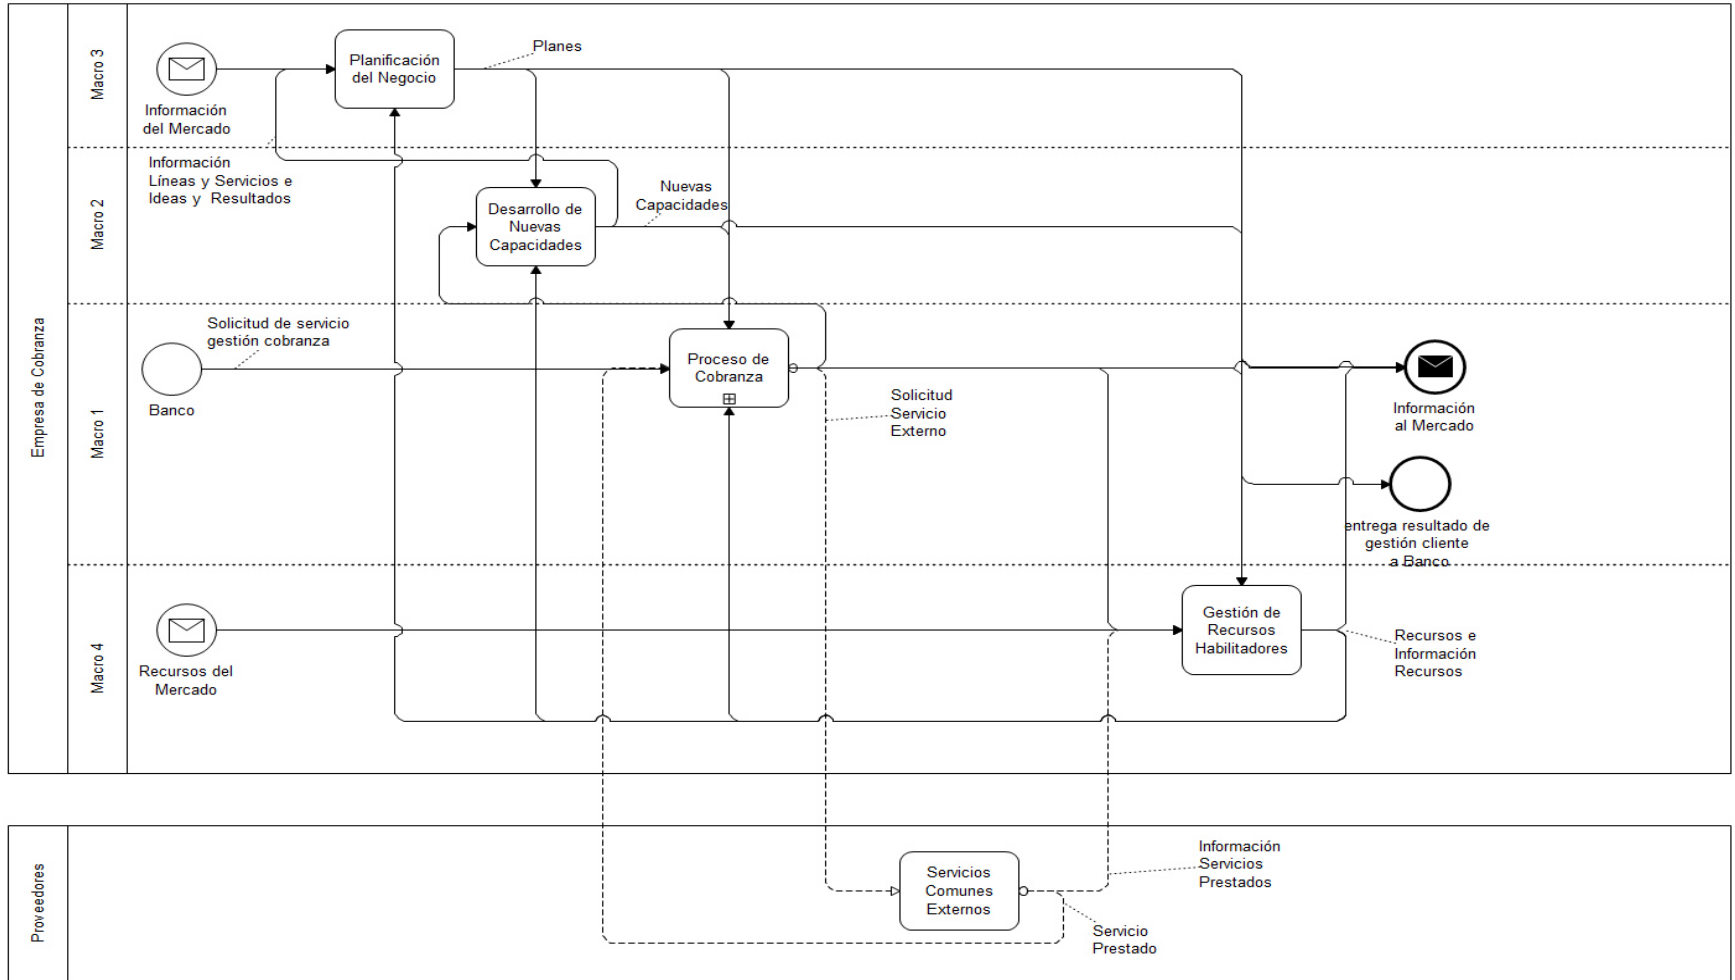 Empresa de Cobranza
Macro 3
Información
del Mercado
Planificación
del Negocio
Planes
Macro 2
Información
Líneas y Servicios e
Ideas y Resultados
Desarrollo de
Nuevas
Capacidades
Nuevas
Capacidades
Macro 1
Solicitud de servicio
gestión cobranza
Banco
Proceso de
Cobranza
Solicitud
Servicio
Externo
Información
al Mercado
entrega resultado de
gestión cliente
a Banco
Macro 4
Recursos del
Mercado
Gestión de
Recursos
Habilitadores
Recursos e
Información
Recursos
Proveedores
Servicios
Comunes
Externos
Información
Servicios
Prestados
Servicio
Prestado